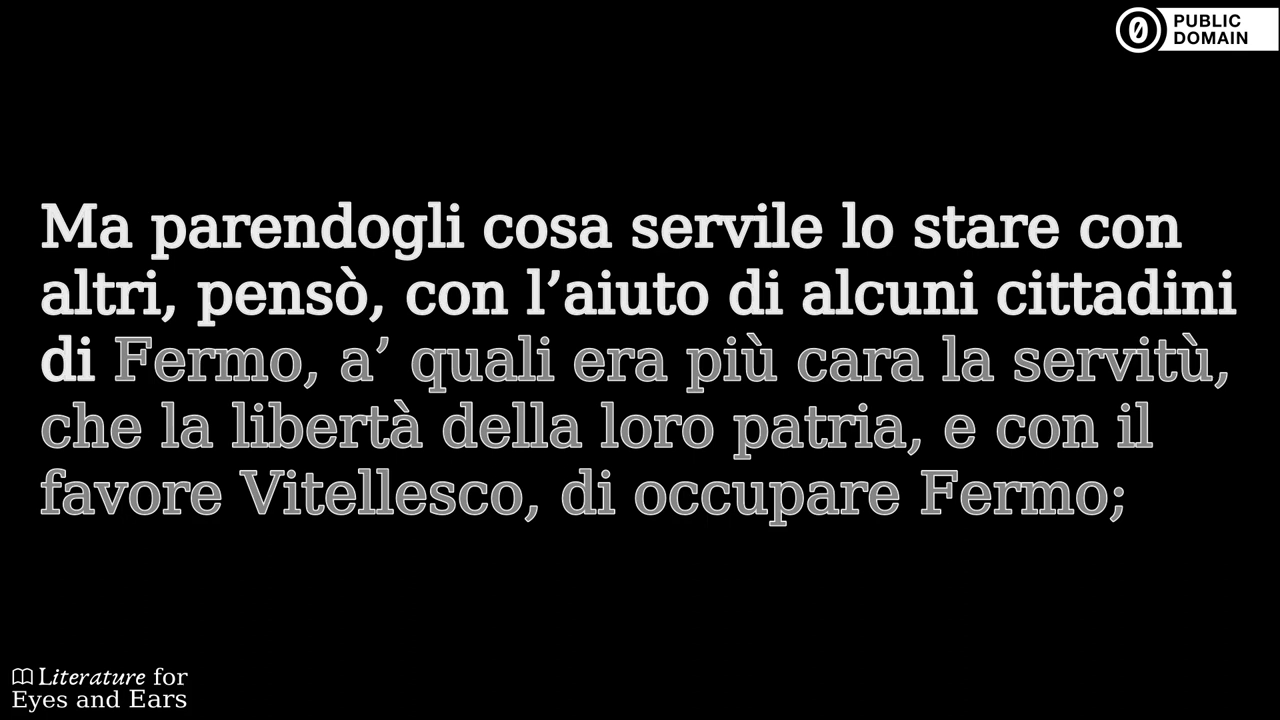 PUBLIC
DOMAIN
Ma parendogli cosa servile lo stare con
altri, pensò, con l’aiuto di alcuni cittadini
di Fermo, a’ quali era più cara la servitù,
che la libertà della loro patria, e con il
favore Vitellesco, di occupare Fermo;
Literature for
Eyes and Ears